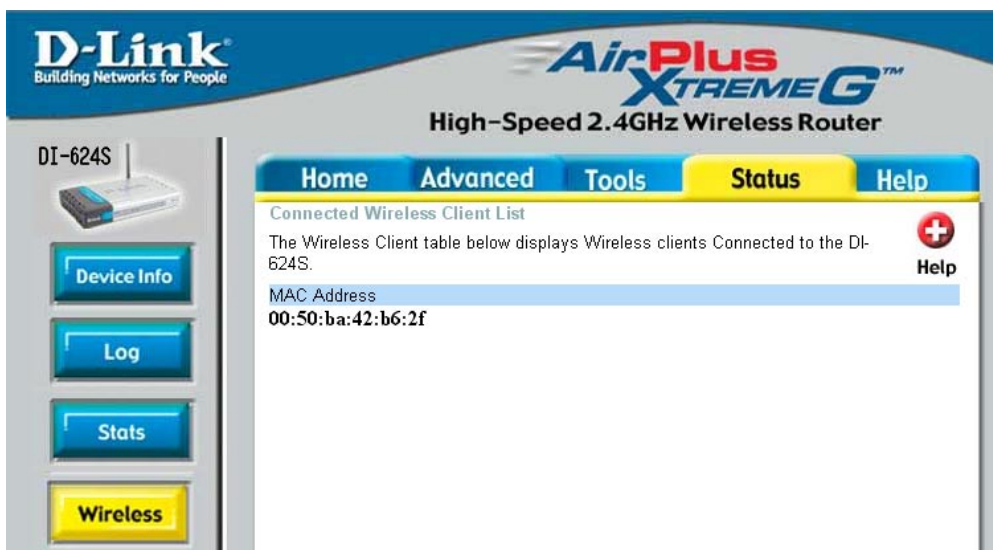 D-Link
Building Networks for People
AirPlus
XTREME G™
High-Speed 2.4GHz Wireless Router
DI-624S
Home
Advanced
Tools
Status
Help
Device Info
Log
Stats
Wireless
Connected Wireless Client List
The Wireless Client table below displays Wireless clients Connected to the DI-
624S.
Help
MAC Address
00:50:ba:42:b6:2f